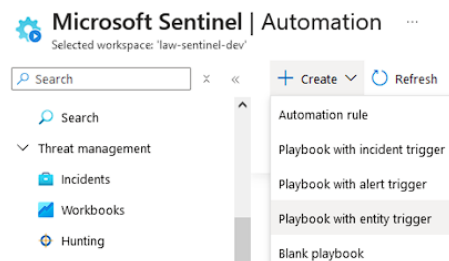 Microsoft Sentinel | Automation ...
Selected workspace: 'law-sentinel-dev'
Search
«
Create
Refresh
Search
Threat management
Incidents
Workbooks
Hunting
Automation rule
Playbook with incident trigger
Playbook with alert trigger
Playbook with entity trigger
Blank playbook